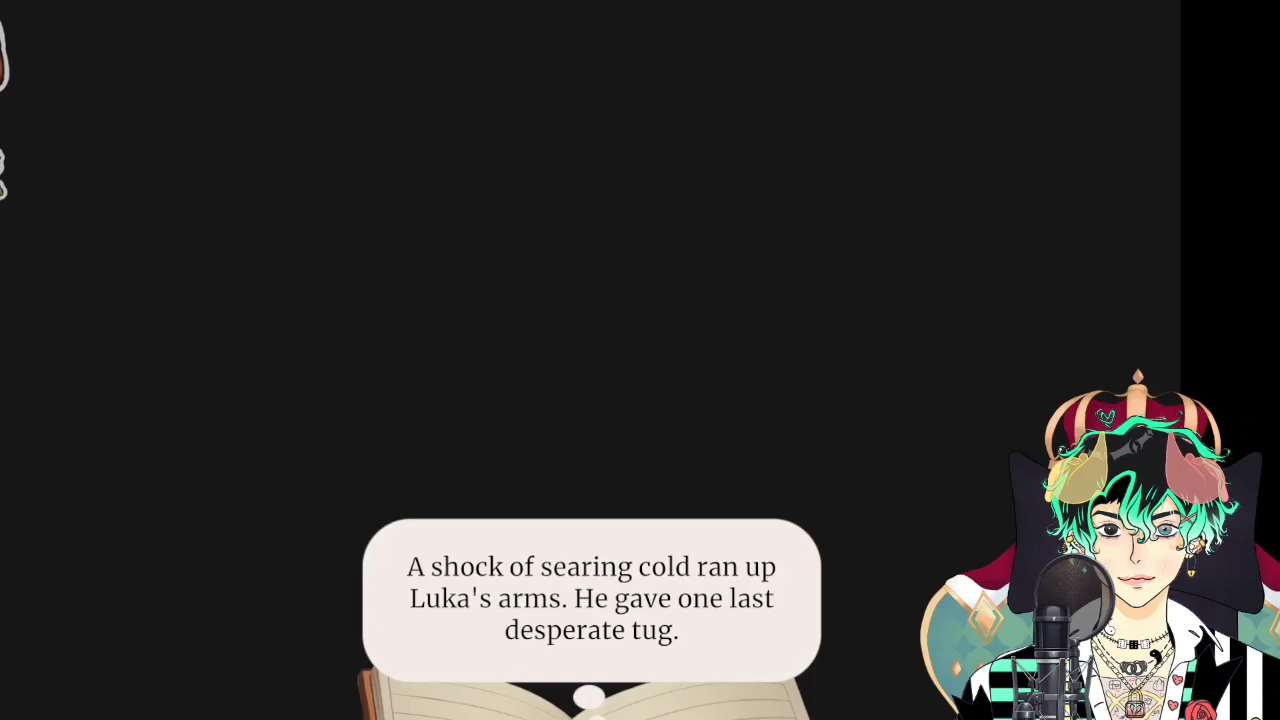 A shock of searing cold ran up
Luka's arms. He gave one last
desperate tug.